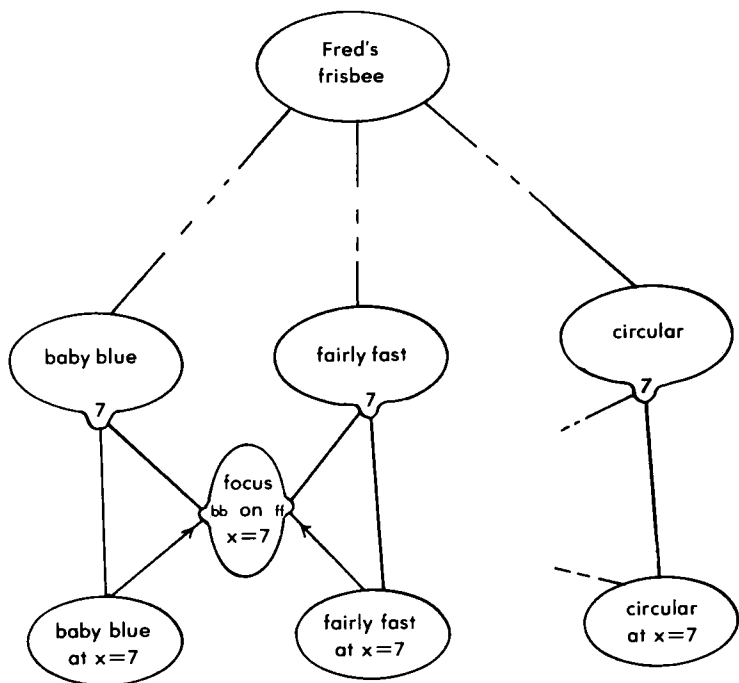 Fred's
frisbee
baby blue
7
fairly fast
7
circular
7
focus
bb on ff
x=7
baby blue
at x=7
fairly fast
at x=7
circular
at x=7